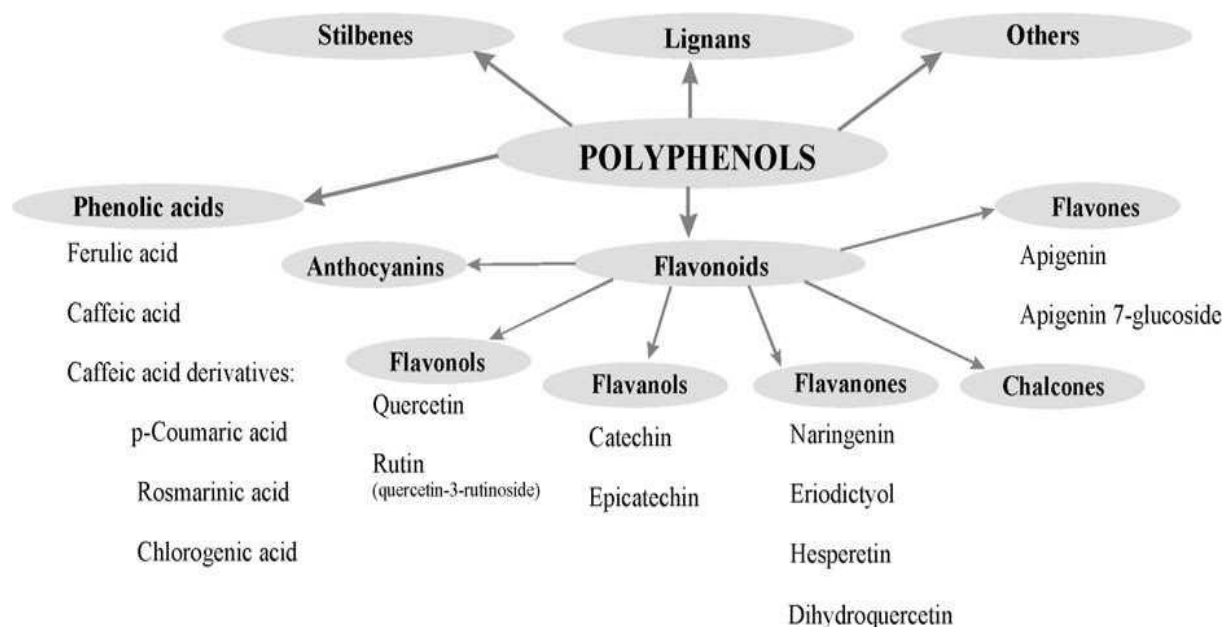 Stilbenes
Lignans
Others
POLYPHENOLS
Phenolic acids
Ferulic acid
Caffeic acid
Caffeic acid derivatives:
p-Coumaric acid
Rosmarinic acid
Chlorogenic acid
Anthocyanins
Flavonoids
Flavones
Apigenin
Apigenin 7-glucoside
Flavonols
Quercetin
Rutin
(quercetin-3-rutinoside)
Flavanols
Catechin
Epicatechin
Flavanones
Naringenin
Eriodictyol
Hesperetin
Dihydroquercetin
Chalcones